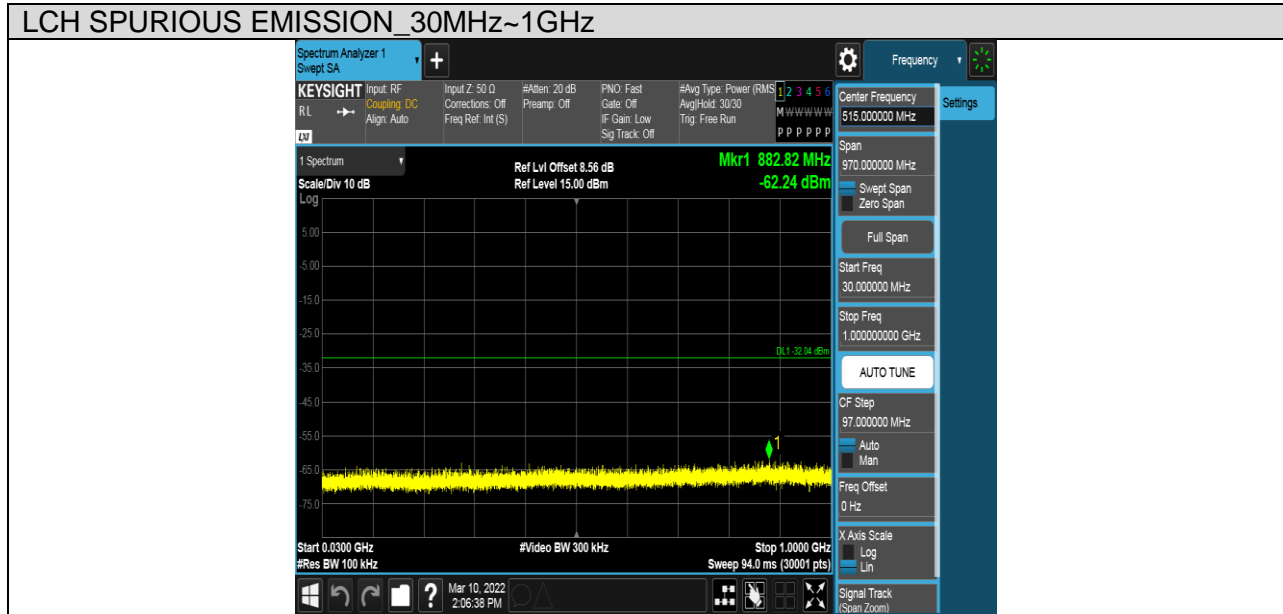 LCH SPURIOUS EMISSION_30MHz~1GHz
Spectrum Analyzer 1
Swept SA
+
Frequency
KEYSIGHT
RL
LXI
Input: RF
Coupling: DC
Align: Auto
Input Z: 50 Ω
Corrections: Off
Freq Ref: Int (S)
#Atten: 20 dB
Preamp: Off
PNO: Fast
Gate: Off
IF Gain: Low
Sig Track: Off
#Avg Type: Power (RMS
Avg|Hold: 30/30
Trig: Free Run
1 2 3 4 5 6
M W W W W W
P P P P P P
1 Spectrum
Scale/Div 10 dB
Ref Lvl Offset 8.56 dB
Ref Level 15.00 dBm
Mkr1 882.82 MHz
-62.24 dBm
Log
5.00
-5.00
-15.0
-25.0
DL1 -32.04 dBm
-35.0
-45.0
-55.0
1
-65.0
-75.0
Start 0.0300 GHz
#Video BW 300 kHz
Stop 1.0000 GHz
#Res BW 100 kHz
Sweep 94.0 ms (30001 pts)
?
Mar 10, 2022
2:06:38 PM
Center Frequency
515.000000 MHz
Settings
Span
970.000000 MHz
Swept Span
Zero Span
Full Span
Start Freq
30.000000 MHz
Stop Freq
1.000000000 GHz
AUTO TUNE
CF Step
97.000000 MHz
Auto
Man
Freq Offset
0 Hz
X Axis Scale
Log
Lin
Signal Track
(Span Zoom)